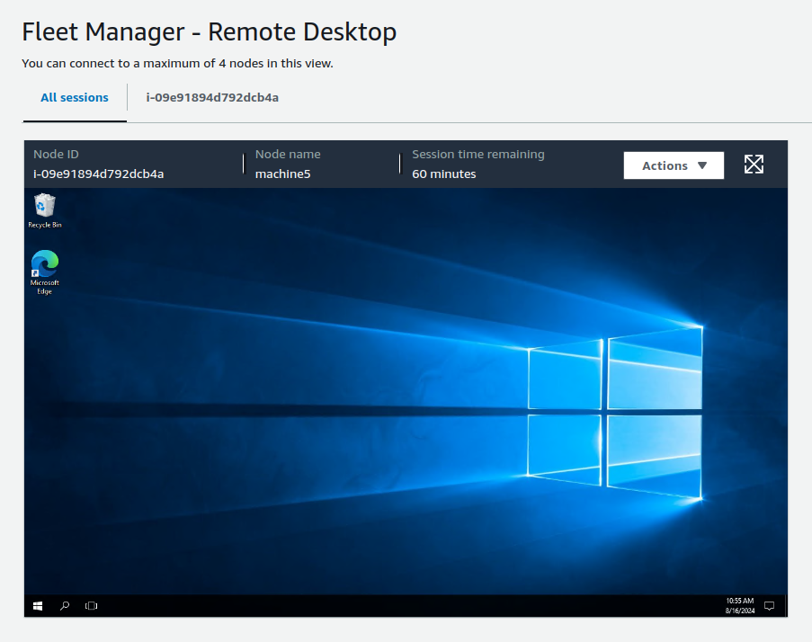 Fleet Manager - Remote Desktop
You can connect to a maximum of 4 nodes in this view.
All sessions
i-09e91894d792dcb4a
Node ID
i-09e91894d792dcb4a
Node name
machine5
Session time remaining
60 minutes
Actions
Recycle Bin
Microsoft
Edge
10:55 AM
8/16/2024